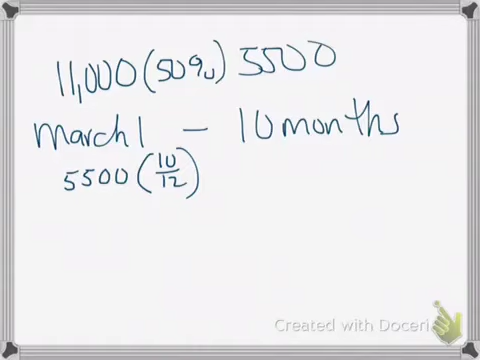 11,000 (50%) 5500
march 1 - 10 months
5500 (10/12)
Created with Doceri